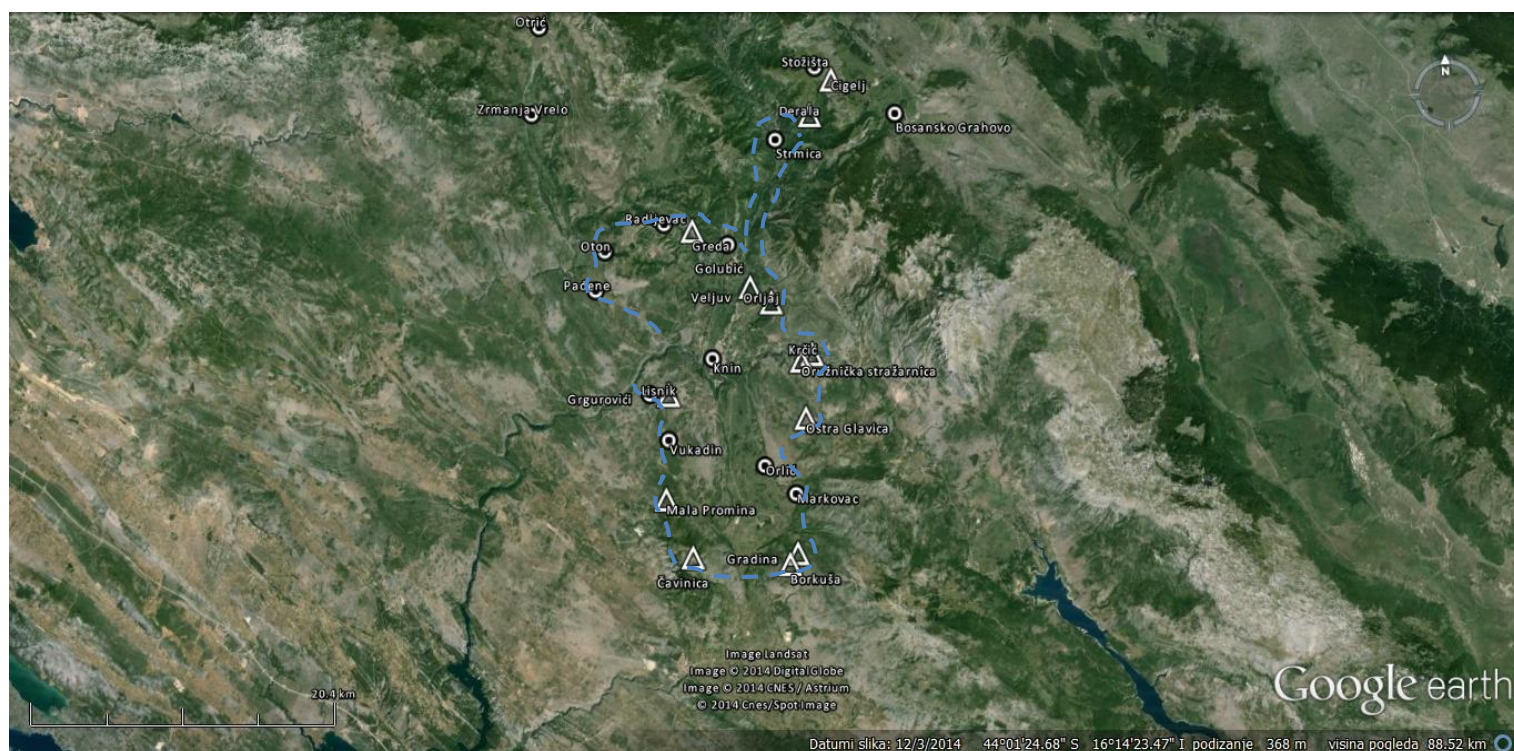 Otrić
Stožišta
Cigelj
Zrmanja Vrelo
Derala
Bosansko Grahovo
Strmica
Radljevac
Greda
Oton
Golubić
Pađene
Veljuv
Orljaj
Krčić
Knin
Oružnička stražarnica
Lisnik
Grgurovići
Ostra Glavica
Vukadin
Orlić
Markovac
Mala Promina
Gradina
Čavinica
Borkuša
N
Image Landsat
Image © 2014 DigitalGlobe
Image © 2014 CNES / Astrium
© 2014 Cnes/Spot Image
20.4 km
Google earth
Datumi slika: 12/3/2014 44°01'24.68" S 16°14'23.47" I podizanje 368 m visina pogleda 88.52 km